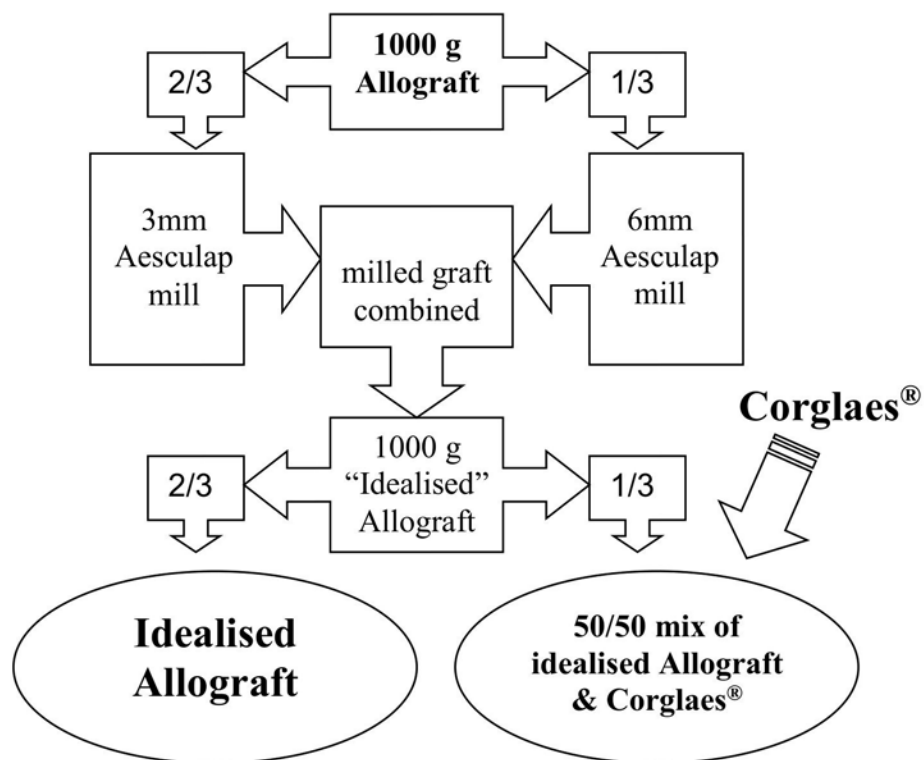 1000 g
Allograft
2/3
1/3
3mm
Aesculap
mill
milled graft
combined
6mm
Aesculap
mill
Corglaes®
1000 g
“Idealised”
Allograft
2/3
1/3
Idealised
Allograft
50/50 mix of
idealised Allograft
& Corglaes®